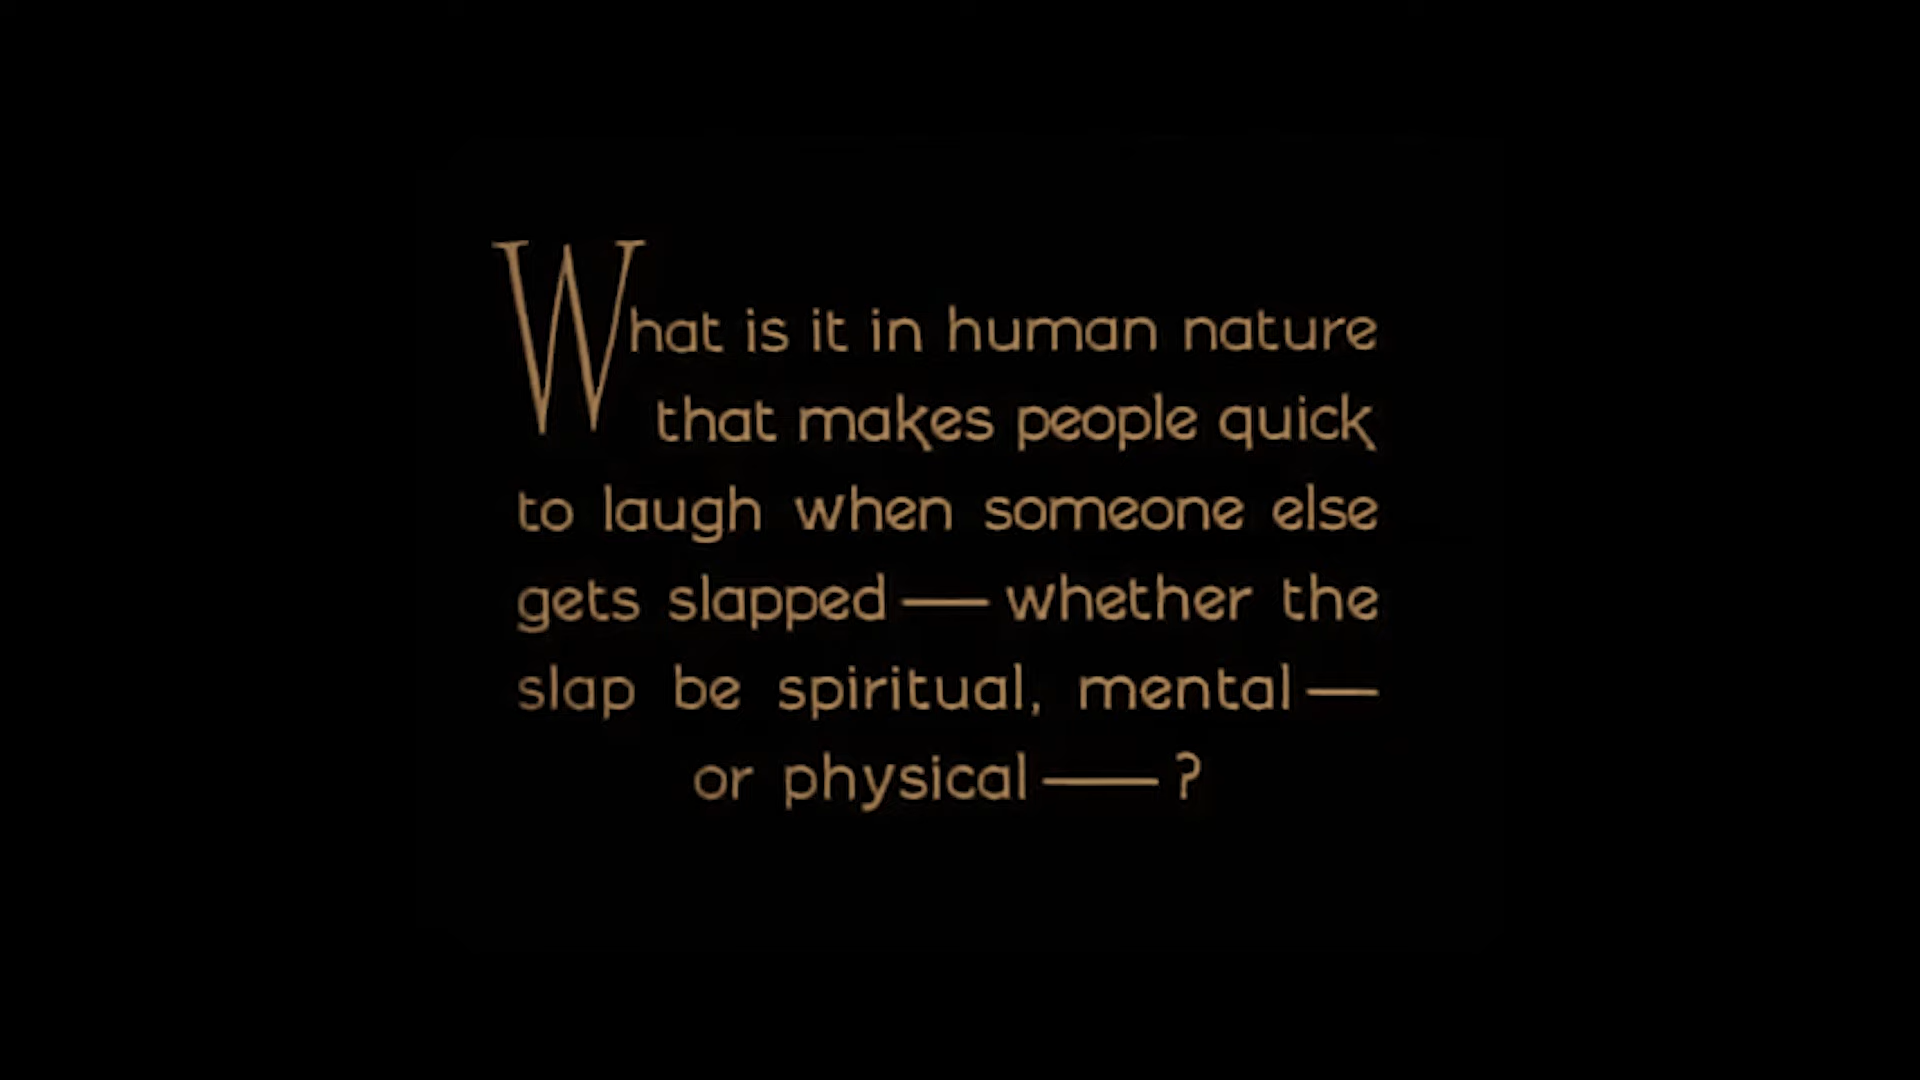 What is it in human nature
that makes people quick
to laugh when someone else
gets slapped — whether the
slap be spiritual, mental —
or physical — ?